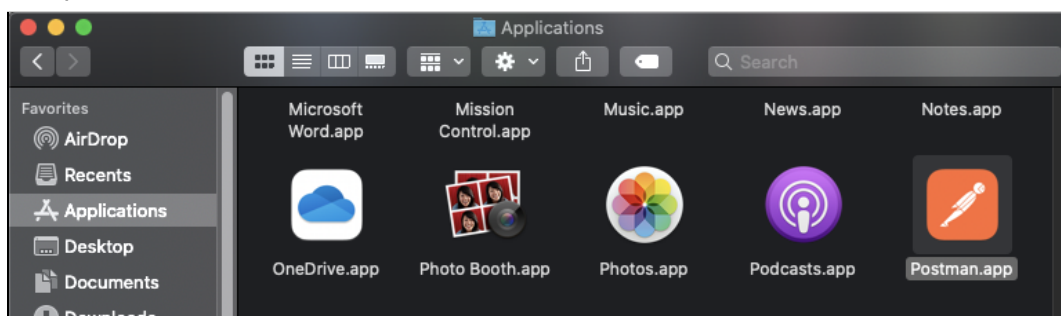 Applications
Search
Favorites
AirDrop
Recents
Applications
Desktop
Documents
Downloads
Microsoft
Word.app
Mission
Control.app
Music.app
News.app
Notes.app
OneDrive.app
Photo Booth.app
Photos.app
Podcasts.app
Postman.app